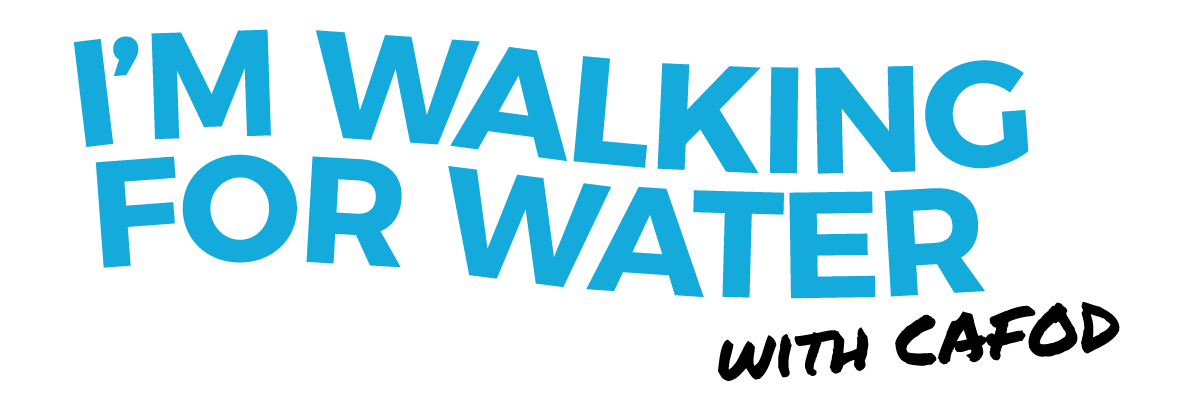 I'M WALKING
FOR WATER
WITH CAFOD